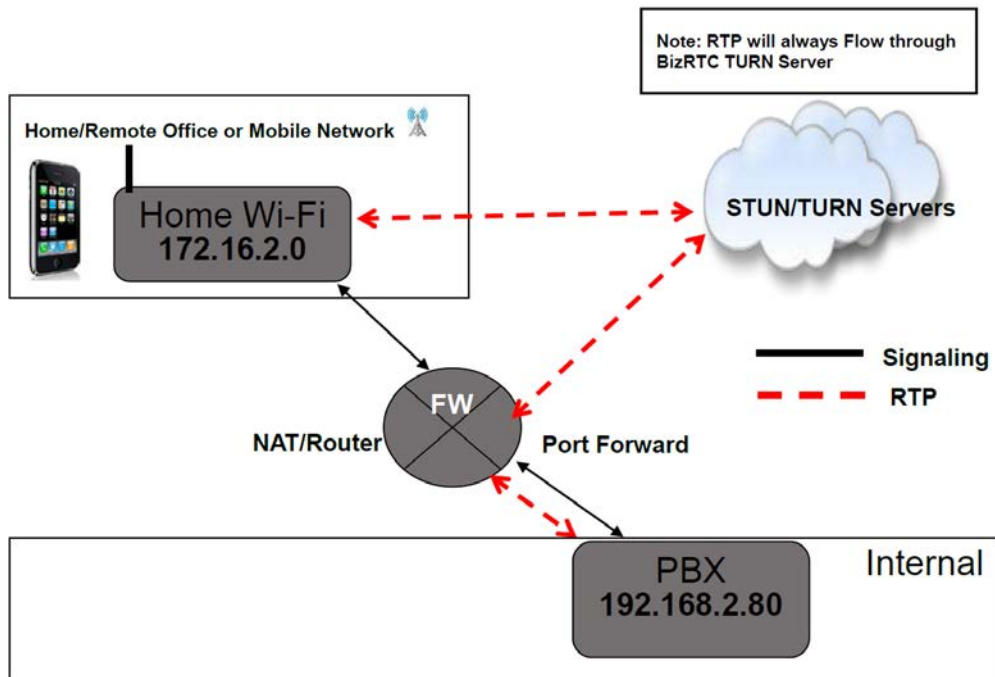 Note: RTP will always Flow through
BizRTC TURN Server
Home/Remote Office or Mobile Network
Home Wi-Fi
172.16.2.0
STUN/TURN Servers
Signaling
RTP
FW
NAT/Router
Port Forward
Internal
PBX
192.168.2.80